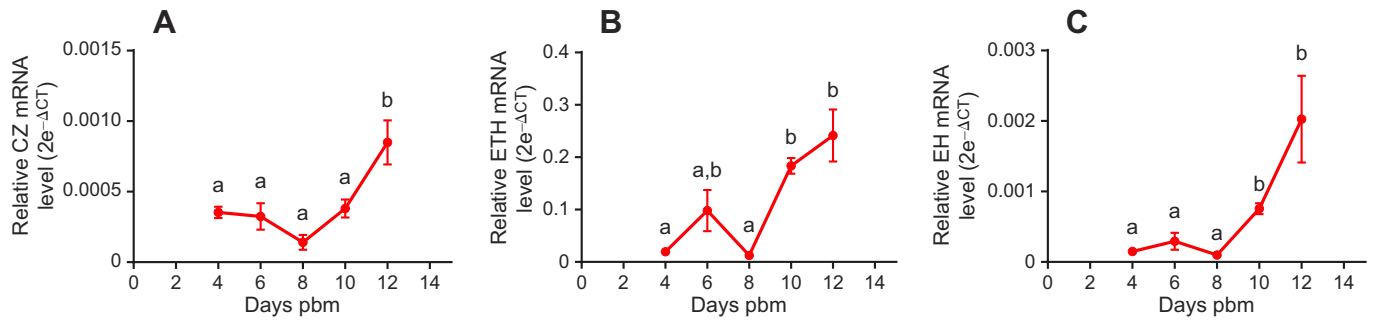 A
Relative CZ mRNA
level (2e–ΔCT)
0.0015
0.0010
0.0005
0
a
a
a
a
b
0 2 4 6 8 10 12 14
Days pbm
B
Relative ETH mRNA
level (2e–ΔCT)
0.4
0.3
0.2
0.1
0
a
a,b
a
b
b
0 2 4 6 8 10 12 14
Days pbm
C
Relative EH mRNA
level (2e–ΔCT)
0.003
0.002
0.001
0
a
a
a
b
b
0 2 4 6 8 10 12 14
Days pbm